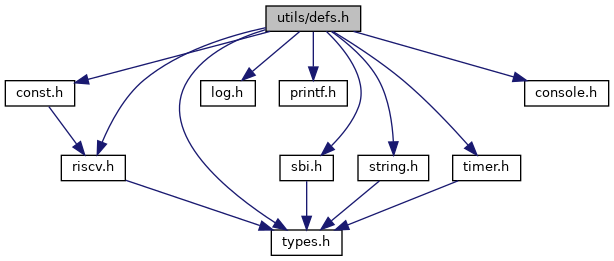 utils/defs.h
const.h
log.h
printf.h
console.h
riscv.h
sbi.h
string.h
timer.h
types.h